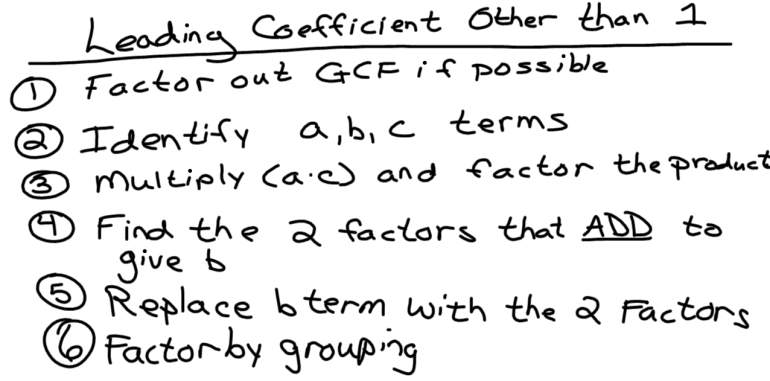 Leading Coefficient Other than 1
① Factor out GCF if possible
② Identify a, b, c terms
③ Multiply (a·c) and factor the product
④ Find the 2 factors that ADD to
give b
⑤ Replace b term with the 2 Factors
⑥ Factor by grouping